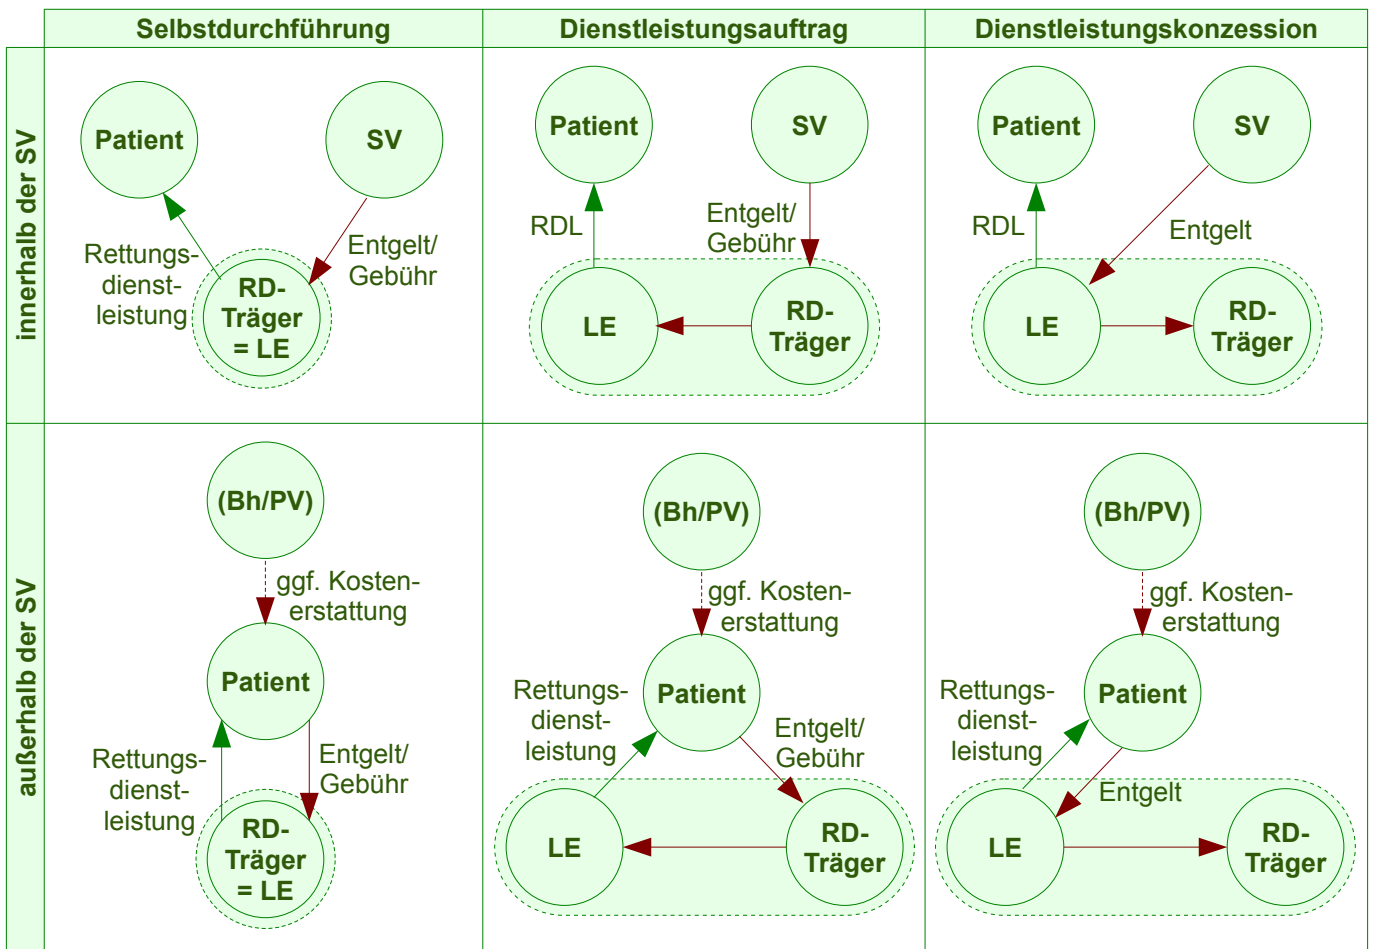 Selbstdurchführung
Dienstleistungsauftrag
Dienstleistungskonzession
innerhalb der SV
Patient
SV
Rettungs-
dienst-
leistung
Entgelt/
Gebühr
RD-
Träger
= LE
Patient
SV
RDL
Entgelt/
Gebühr
LE
RD-
Träger
Patient
SV
RDL
Entgelt
LE
RD-
Träger
außerhalb der SV
(Bh/PV)
ggf. Kosten-
erstattung
Patient
Rettungs-
dienst-
leistung
Entgelt/
Gebühr
RD-
Träger
= LE
(Bh/PV)
ggf. Kosten-
erstattung
Patient
Rettungs-
dienst-
leistung
Entgelt/
Gebühr
LE
RD-
Träger
(Bh/PV)
ggf. Kosten-
erstattung
Patient
Rettungs-
dienst-
leistung
Entgelt
LE
RD-
Träger